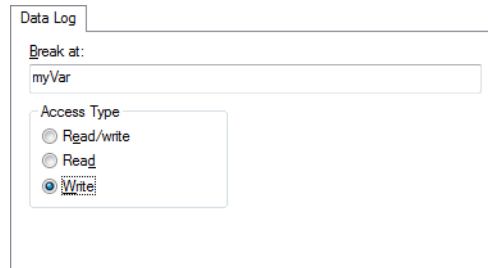 Data Log
Break at:
myVar
Access Type
Read/write
Read
Write